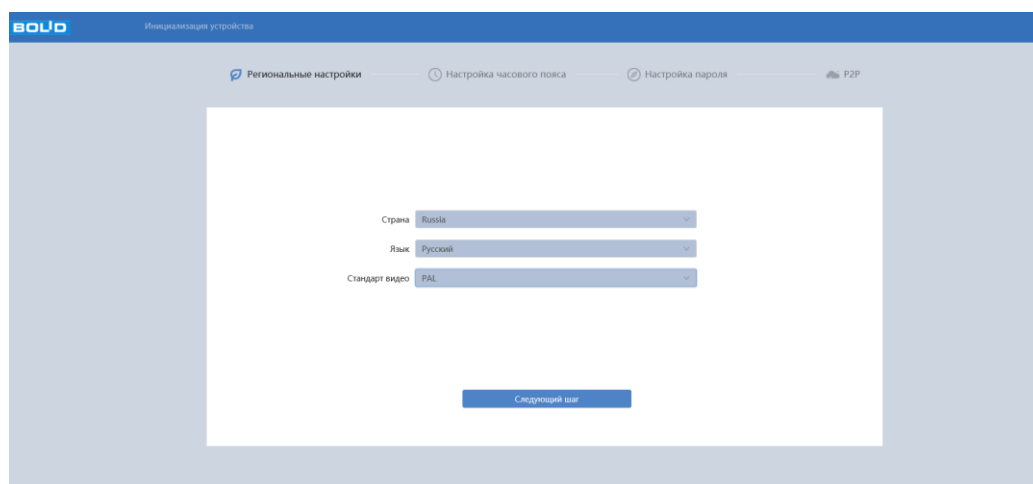 BOLID Инициализация устройства
Региональные настройки Настройка часового пояса Настройка пароля P2P
Страна Russia
Язык Русский
Стандарт видео PAL
Следующий шаг